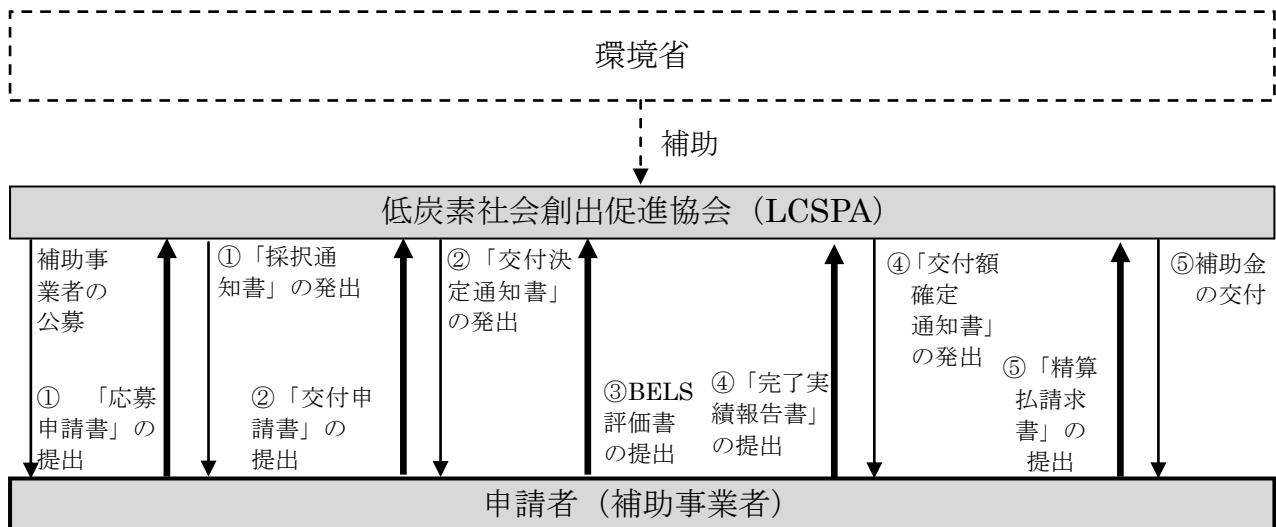 環境省
補助
低炭素社会創出促進協会（LCSPA）
補助事
業者の
公募
①　「応募
申請書」の
提出
①「採択通
知書」の発出
②「交付申
請書」の
提出
②「交付決
定通知書」
の発出
③BELS
評価書
の提出
④「完了実
績報告書」
の提出
④「交付額
確定
通知書」
の発出
⑤「精算
払請求
書」の
提出
⑤補助金
の交付
申請者（補助事業者）